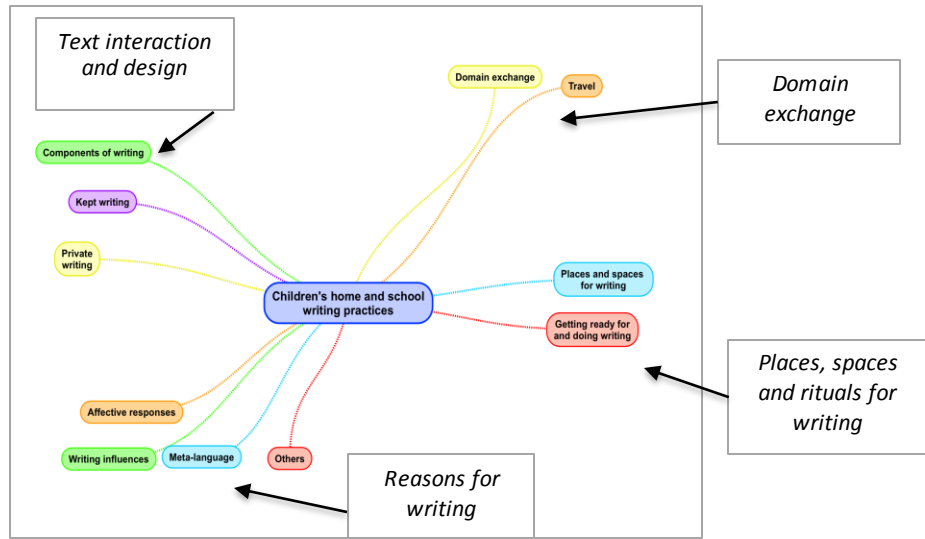 Text interaction
and design
Domain exchange
Travel
Domain
exchange
Components of writing
Kept writing
Private
writing
Places and spaces
for writing
Children's home and school
writing practices
Getting ready for
and doing writing
Places, spaces
and rituals for
writing
Affective responses
Writing influences
Meta-language
Others
Reasons for
writing